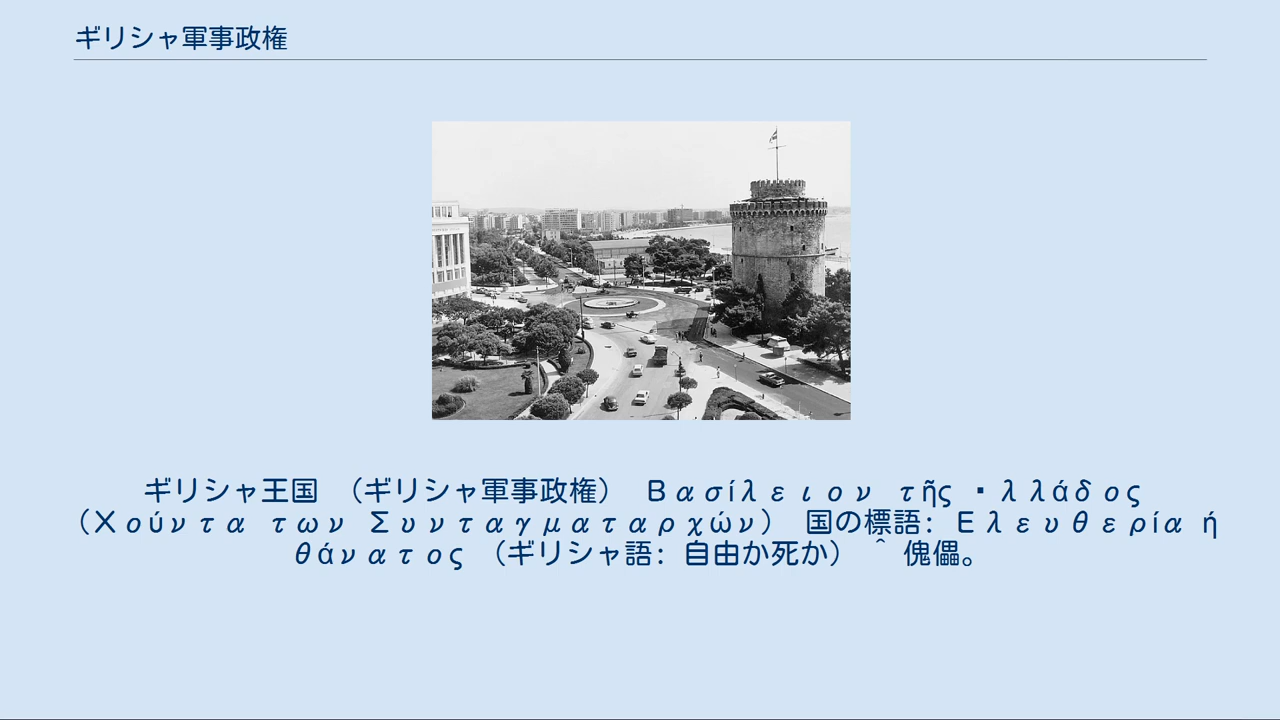 ギリシャ軍事政権
ギリシャ王国 （ギリシャ軍事政権） Βασίλειον τῆς ･λλάδος
（Χούντα των Συνταγματαρχών） 国の標語: Ελευθερία ή
θάνατος （ギリシャ語: 自由か死か） ^ 傀儡。